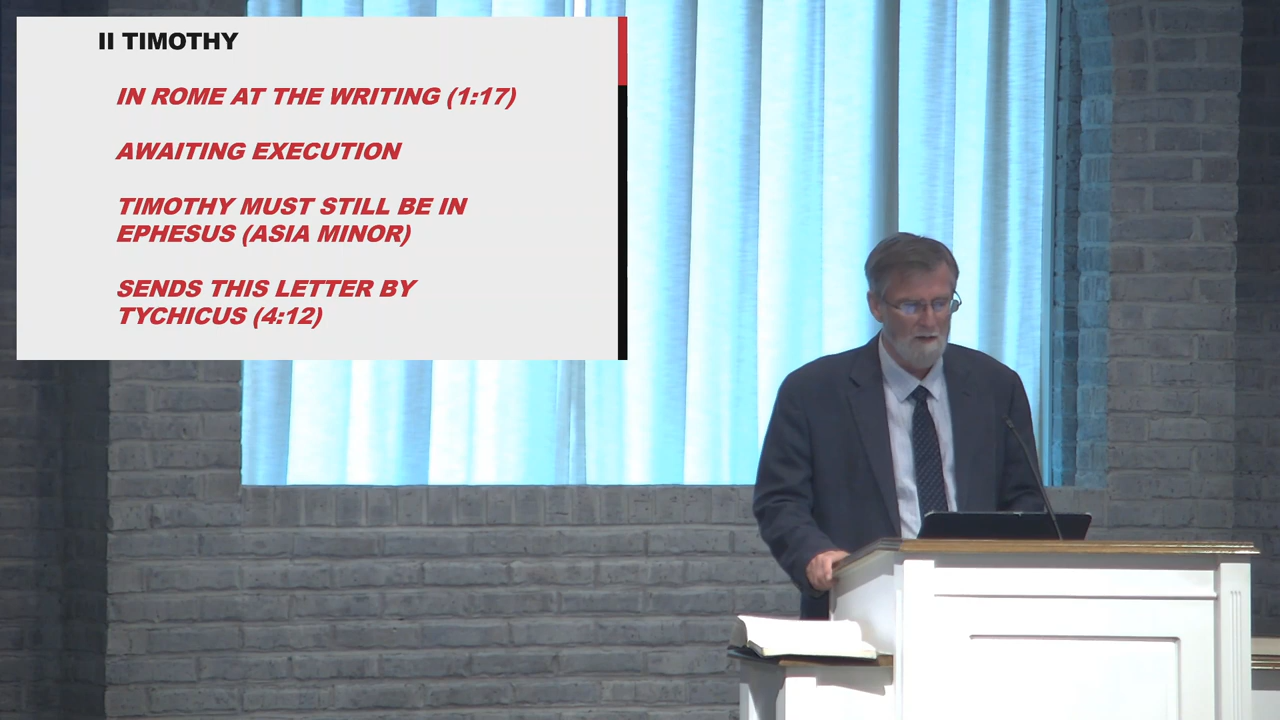 II TIMOTHY
IN ROME AT THE WRITING (1:17)
AWAITING EXECUTION
TIMOTHY MUST STILL BE IN
EPHESUS (ASIA MINOR)
SENDS THIS LETTER BY
TYCHICUS (4:12)